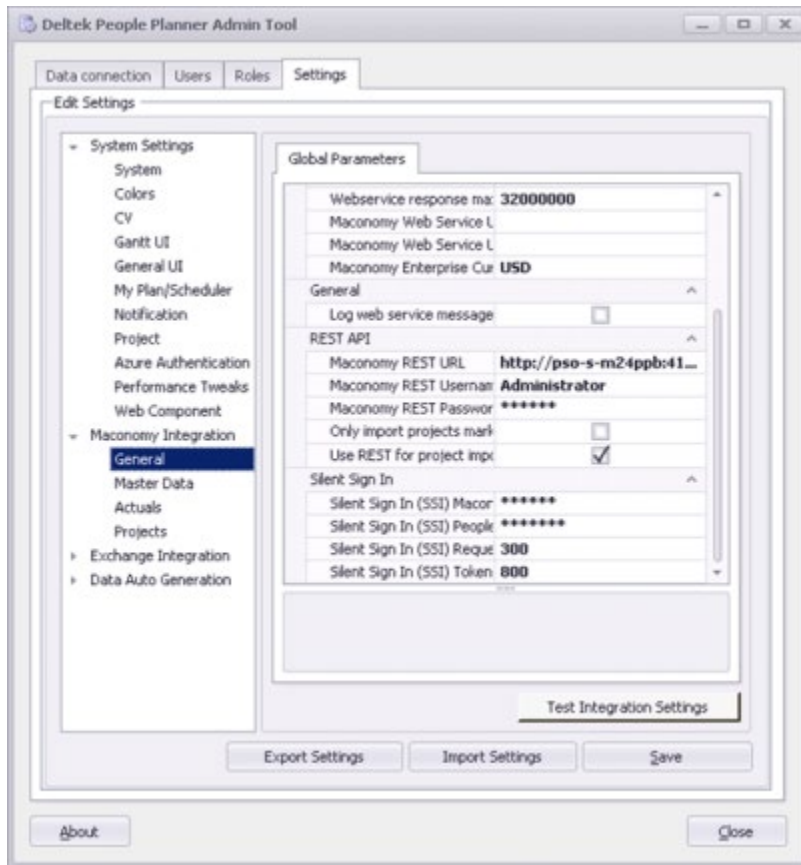 Deltek People Planner Admin Tool
Data connection Users Roles Settings
Edit Settings
System Settings
System
Colors
CV
Gantt UI
General UI
My Plan/Scheduler
Notification
Project
Azure Authentication
Performance Tweaks
Web Component
Maconomy Integration
General
Master Data
Actuals
Projects
Exchange Integration
Data Auto Generation
Global Parameters
Webservice response ma: 32000000
Maconomy Web Service U
Maconomy Web Service U
Maconomy Enterprise Cur USD
General
Log web service message
REST API
Maconomy REST URL http://pso-s-m24ppb:41...
Maconomy REST Usernam Administrator
Maconomy REST Passwor ******
Only import projects mark
Use REST for project impo
Silent Sign In
Silent Sign In (SSI) Macor ******
Silent Sign In (SSI) People *******
Silent Sign In (SSI) Reque 300
Silent Sign In (SSI) Token 800
Test Integration Settings
Export Settings Import Settings Save
About Close